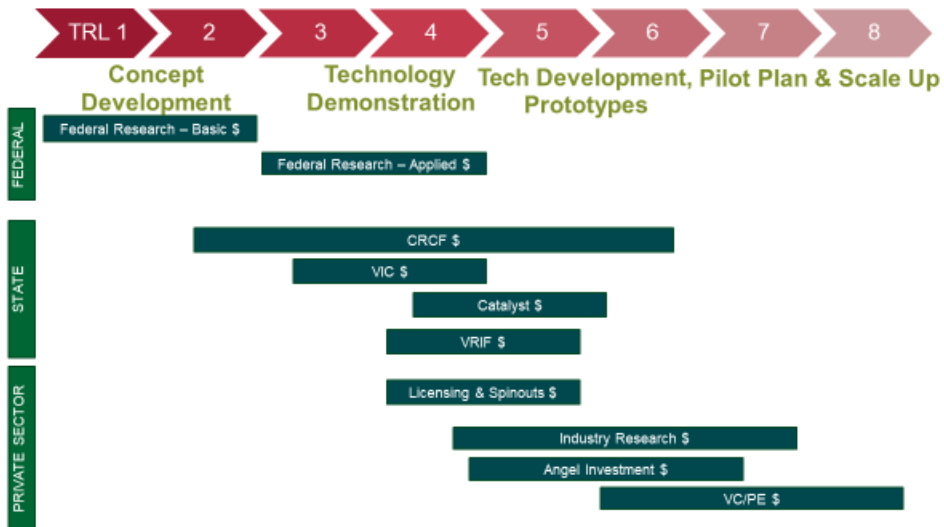 TRL 1 2 3 4 5 6 7 8
Concept
Development
Technology
Demonstration
Tech Development, Pilot Plan & Scale Up
Prototypes
FEDERAL
Federal Research – Basic $
Federal Research – Applied $
STATE
CRCF $
VIC $
Catalyst $
VRIF $
PRIVATE SECTOR
Licensing & Spinouts $
Industry Research $
Angel Investment $
VC/PE $